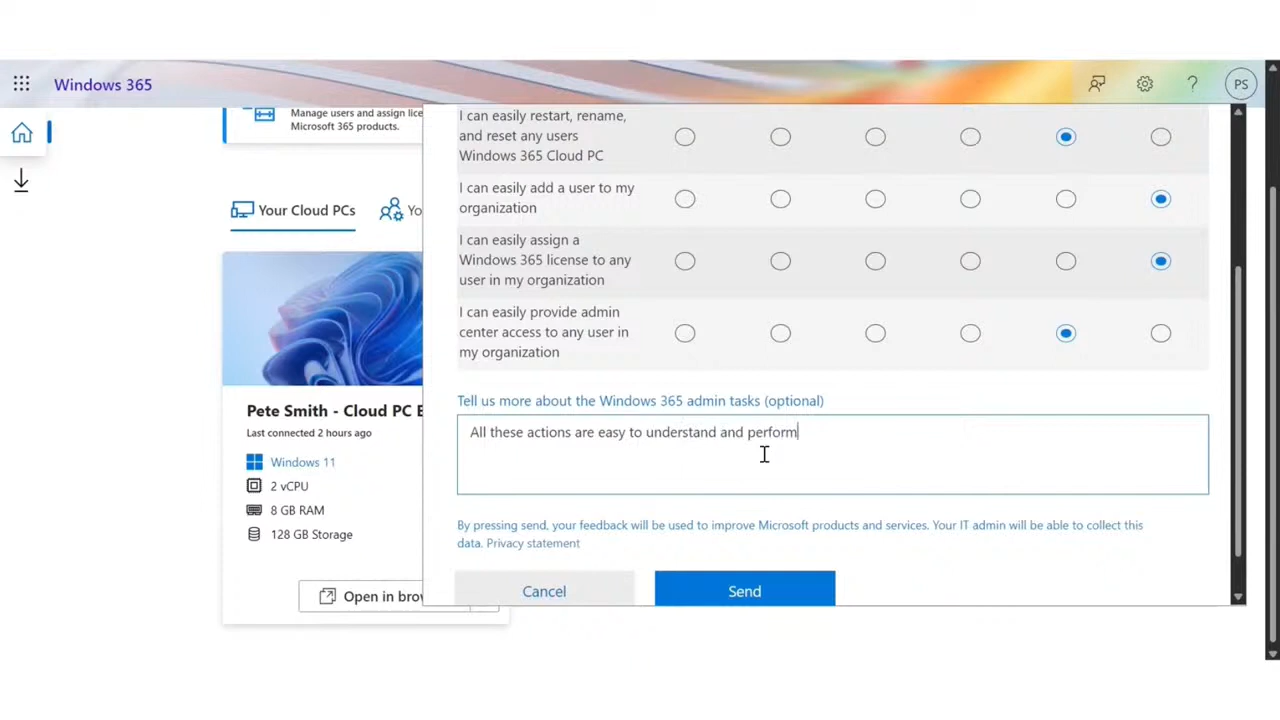 Windows 365
PS
Manage users and assign lice
Microsoft 365 products.
Your Cloud PCs
Yo
Pete Smith - Cloud PC E
Last connected 2 hours ago
Windows 11
2 vCPU
8 GB RAM
128 GB Storage
Open in brow
I can easily restart, rename,
and reset any users
Windows 365 Cloud PC
I can easily add a user to my
organization
I can easily assign a
Windows 365 license to any
user in my organization
I can easily provide admin
center access to any user in
my organization
Tell us more about the Windows 365 admin tasks (optional)
All these actions are easy to understand and perform
By pressing send, your feedback will be used to improve Microsoft products and services. Your IT admin will be able to collect this
data. Privacy statement
Cancel
Send